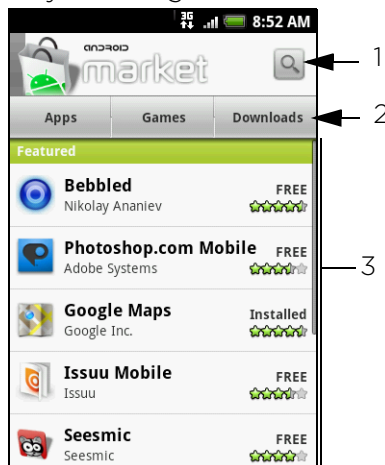 3G 8:52 AM
ANDROID
market
1
Apps Games Downloads
2
Featured
Bebbled FREE
Nikolay Ananiev
Photoshop.com Mobile FREE
Adobe Systems
3
Google Maps Installed
Google Inc.
Issuu Mobile FREE
Issuu
Seesmic FREE
Seesmic